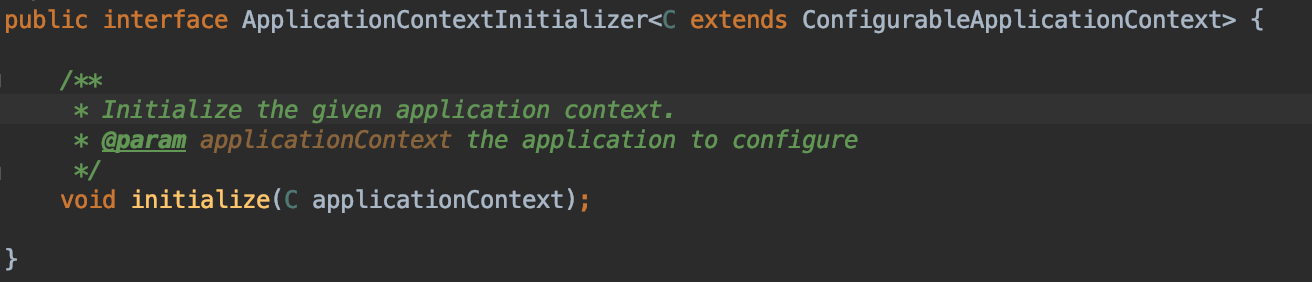 public interface ApplicationContextInitializer<C extends ConfigurableApplicationContext> {
/**
* Initialize the given application context.
* @param applicationContext the application to configure
*/
void initialize(C applicationContext);
}